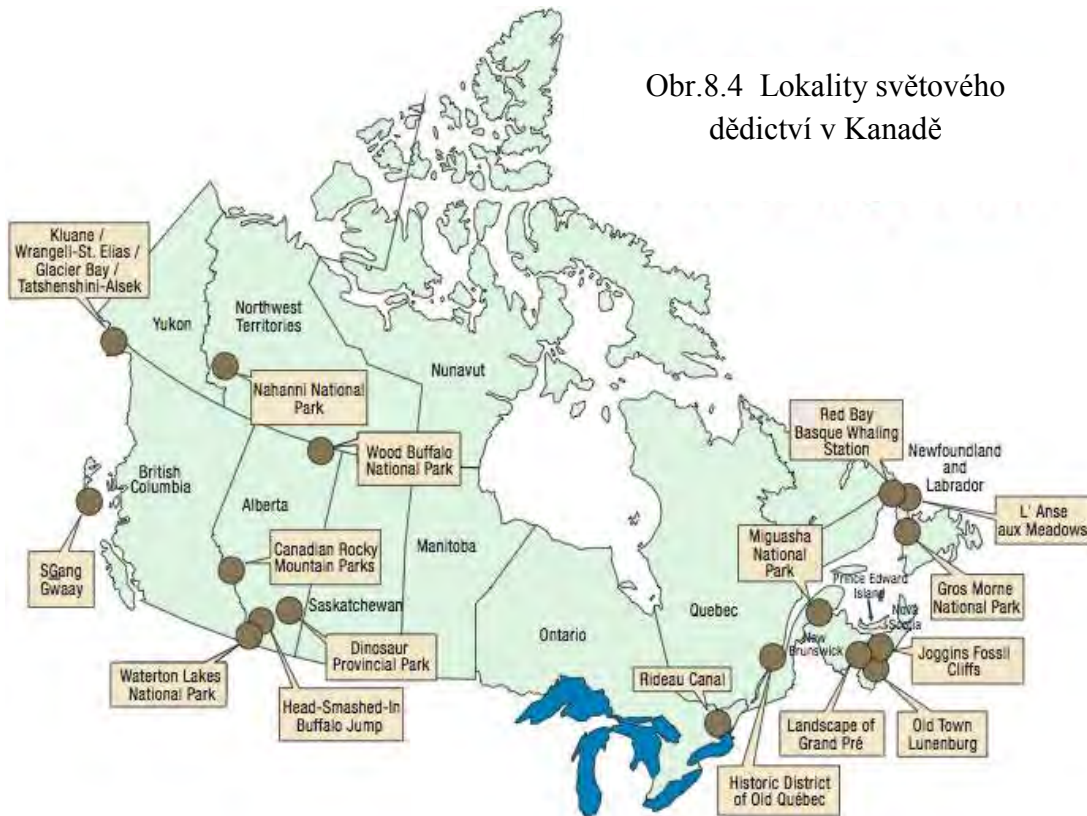 Obr.8.4 Lokality světového
dědictví v Kanadě
Kluane /
Wrangell-St. Elias /
Glacier Bay /
Tatshenshini-Alsek
Yukon
Northwest
Territories
Nunavut
Nahanni National
Park
Wood Buffalo
National Park
British
Columbia
Alberta
SGang
Gwaay
Canadian Rocky
Mountain Parks
Manitoba
Saskatchewan
Dinosaur
Provincial Park
Waterton Lakes
National Park
Head-Smashed-In
Buffalo Jump
Ontario
Quebec
Rideau Canal
Red Bay
Basque Whaling
Station
Newfoundland
and
Labrador
L' Anse
aux Meadows
Miguasha
National
Park
Gros Morne
National Park
Prince Edward
Island
Nova
Scotia
New
Brunswick
Joggins Fossil
Cliffs
Landscape of
Grand Pré
Old Town
Lunenburg
Historic District
of Old Québec